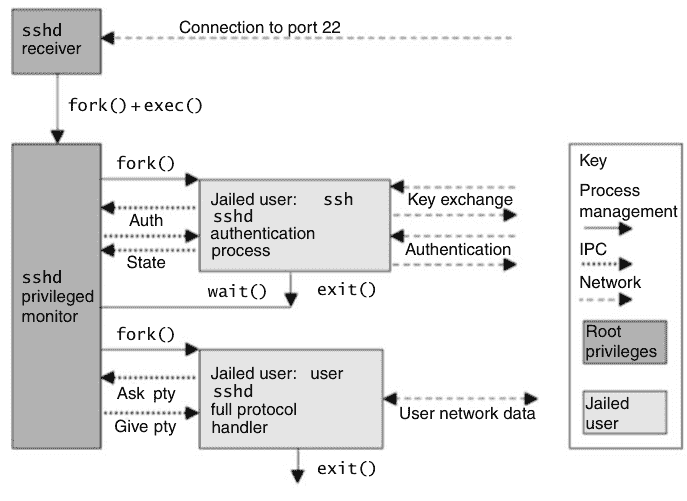 sshd
receiver
Connection to port 22
fork()+exec()
sshd
privileged
monitor
fork()
Auth
State
Jailed user: ssh
sshd
authentication
process
Key exchange
Authentication
wait()
exit()
fork()
Ask pty
Give pty
Jailed user: user
sshd
full protocol
handler
User network data
exit()
Key
Process
management
IPC
Network
Root
privileges
Jailed
user